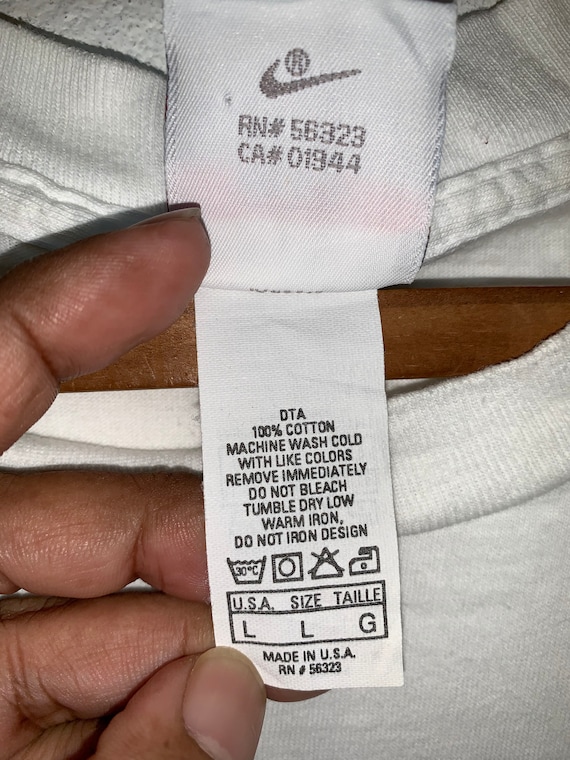 ®
RN# 56323
CA# 01944
DTA
100% COTTON
MACHINE WASH COLD
WITH LIKE COLORS
REMOVE IMMEDIATELY
DO NOT BLEACH
TUMBLE DRY LOW
WARM IRON,
DO NOT IRON DESIGN
30°C
U.S.A. SIZE TAILLE
L L G
MADE IN U.S.A.
RN # 56323